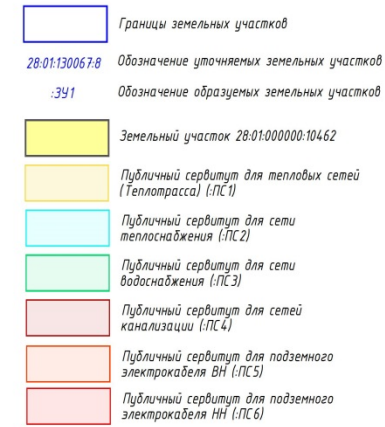 Границы земельных участков
28:01:130067:8 Обозначение уточняемых земельных участков
:ЗУ1 Обозначение образуемых земельных участков
Земельный участок 28:01:000000:10462
Публичный сервитут для тепловых сетей
(Теплотрасса) (:ПС1)
Публичный сервитут для сети
теплоснабжения (:ПС2)
Публичный сервитут для сети
водоснабжения (:ПС3)
Публичный сервитут для сетей
канализации (:ПС4)
Публичный сервитут для подземного
электрокабеля ВН (:ПС5)
Публичный сервитут для подземного
электрокабеля НН (:ПС6)